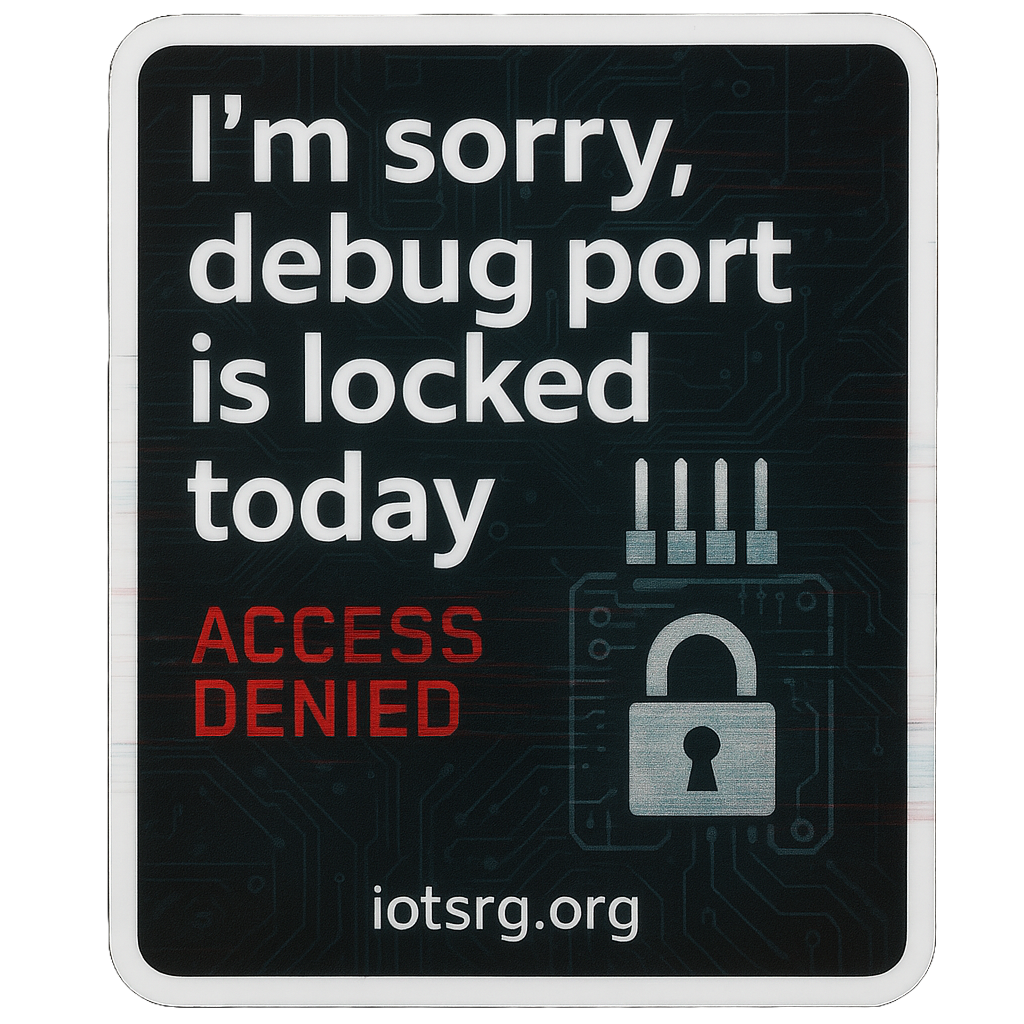 I'm sorry,
debug port
is locked
today
ACCESS
DENIED
iotsrg.org